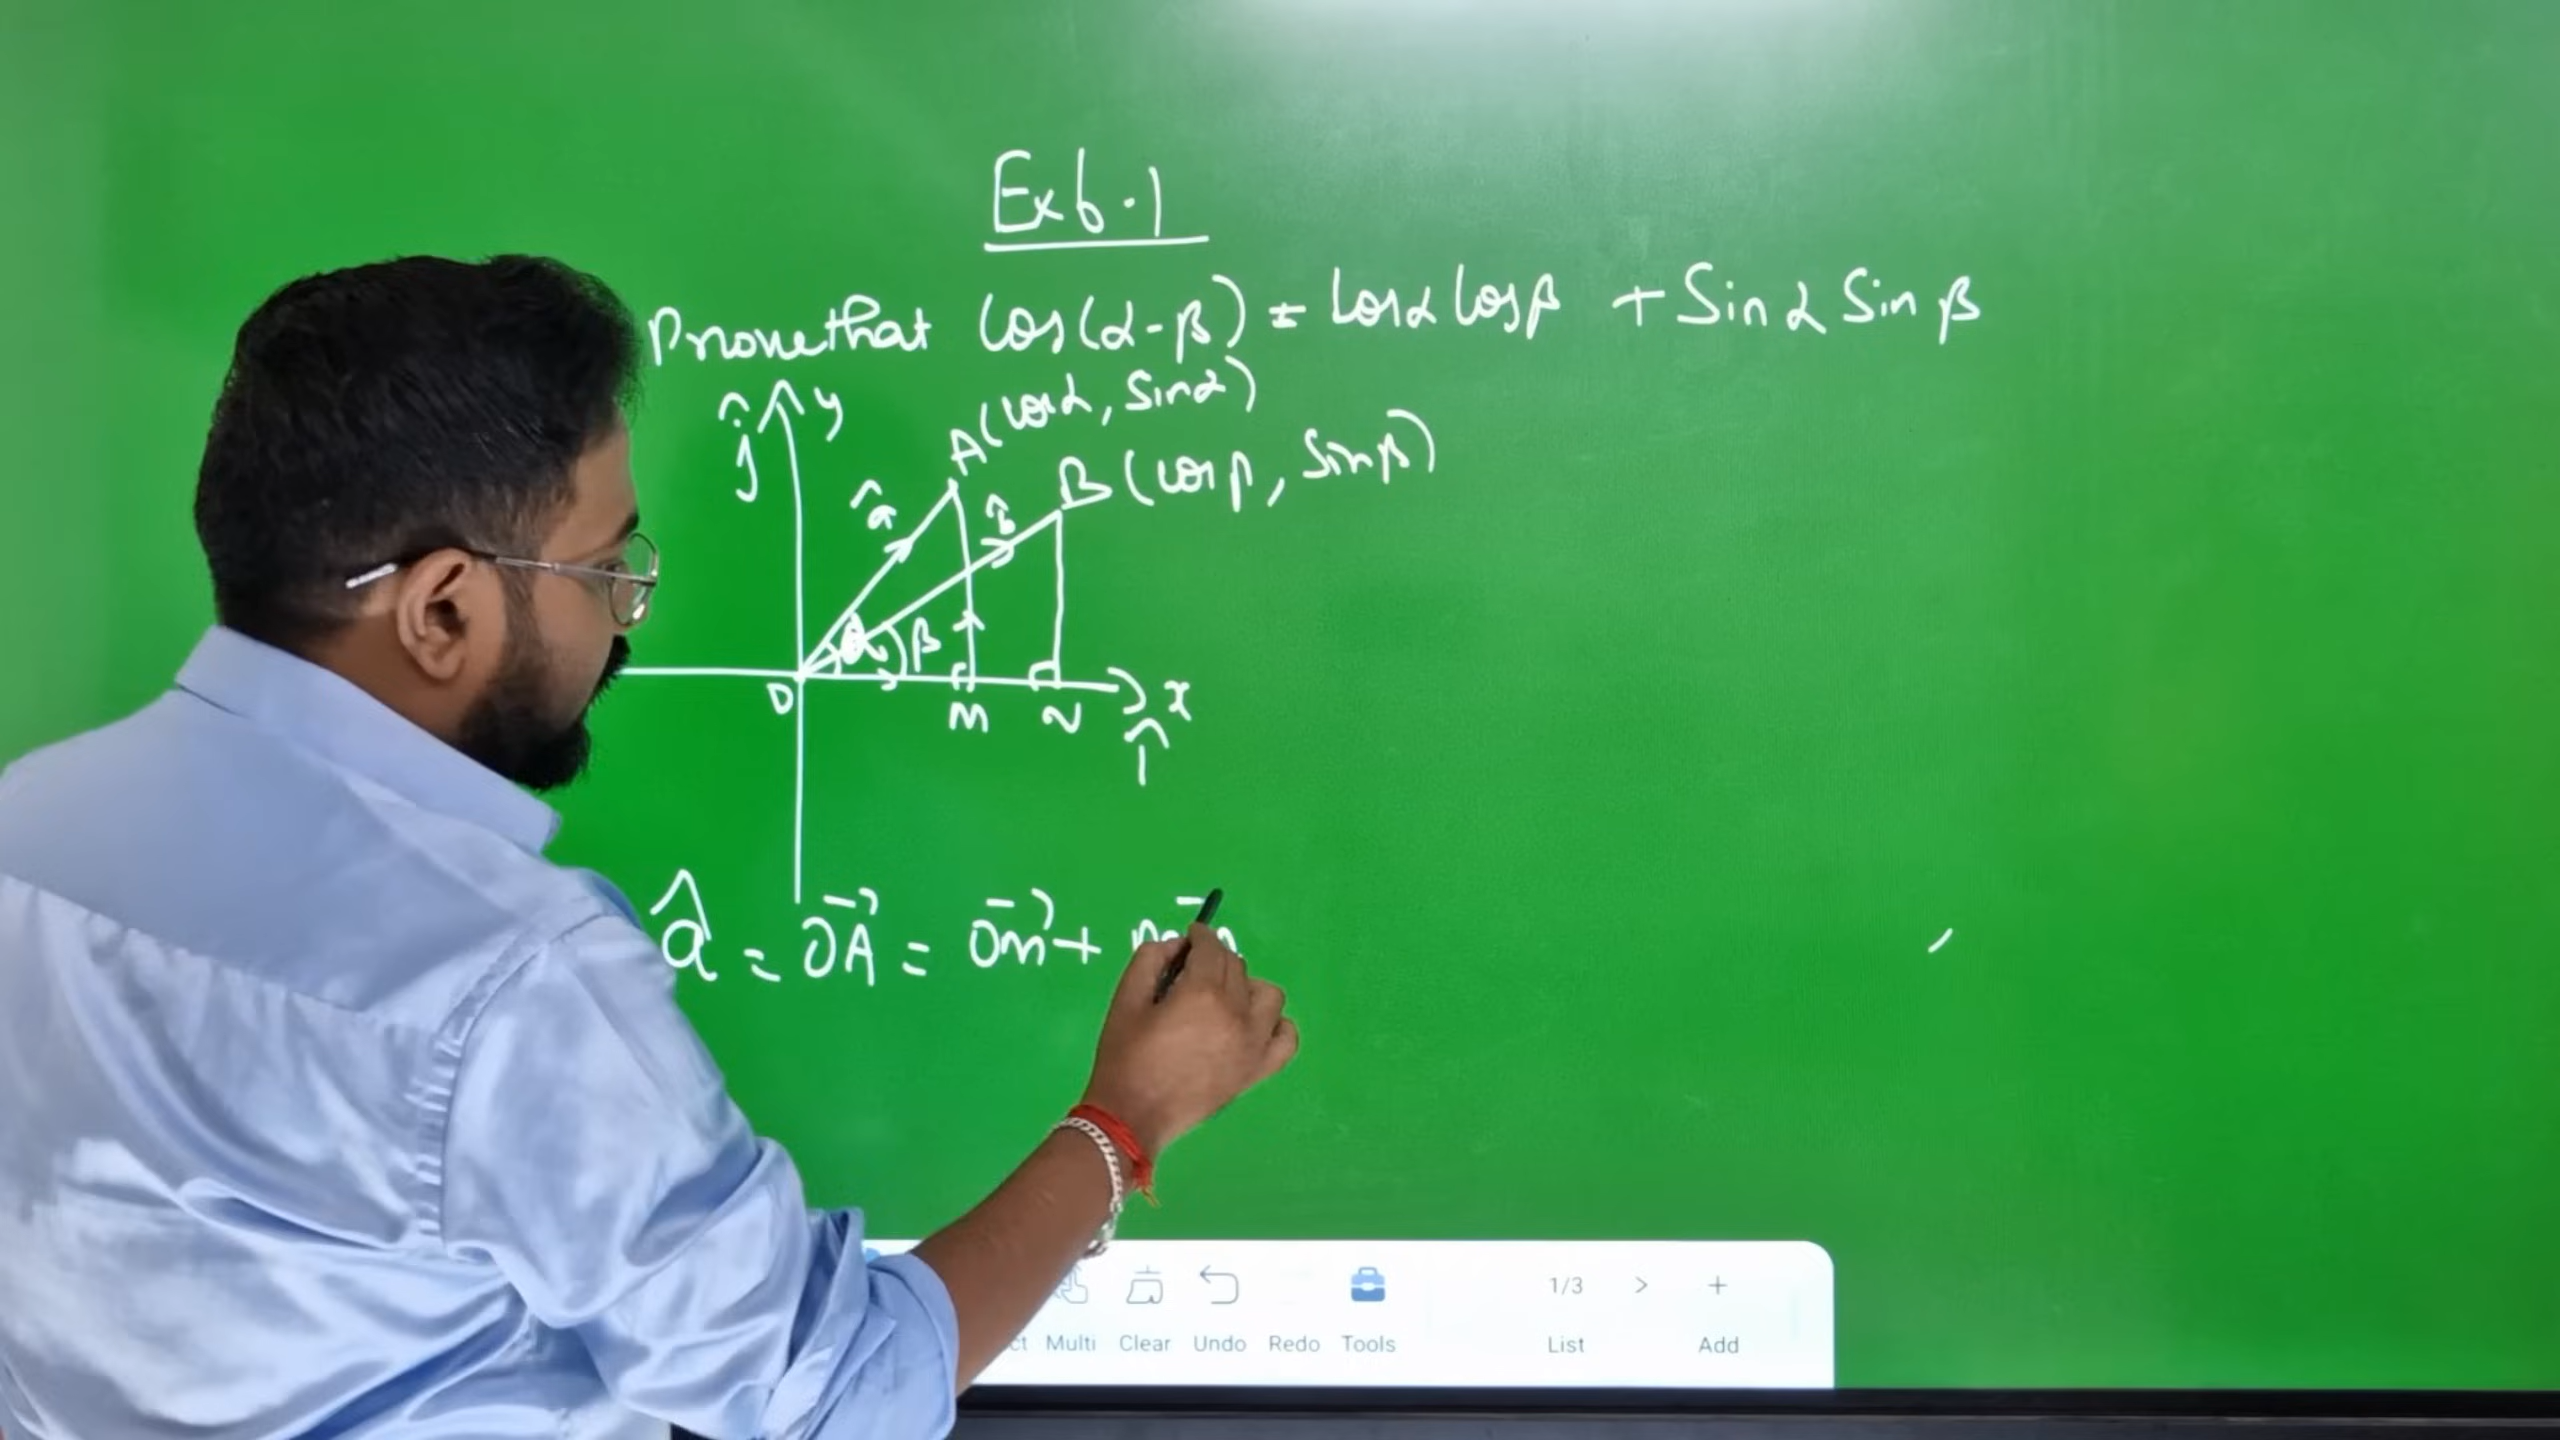 Ex 6.1
Prove that Cos(α-β) = Cosα Cosβ + Sinα Sinβ
ĵ y A(cosα, Sinα)
B(cosβ, Sinβ)
â b̂
α β
O M N x
î
â = OA⃗ = OM⃗ +
ct Multi Clear Undo Redo Tools 1/3 > +
List Add